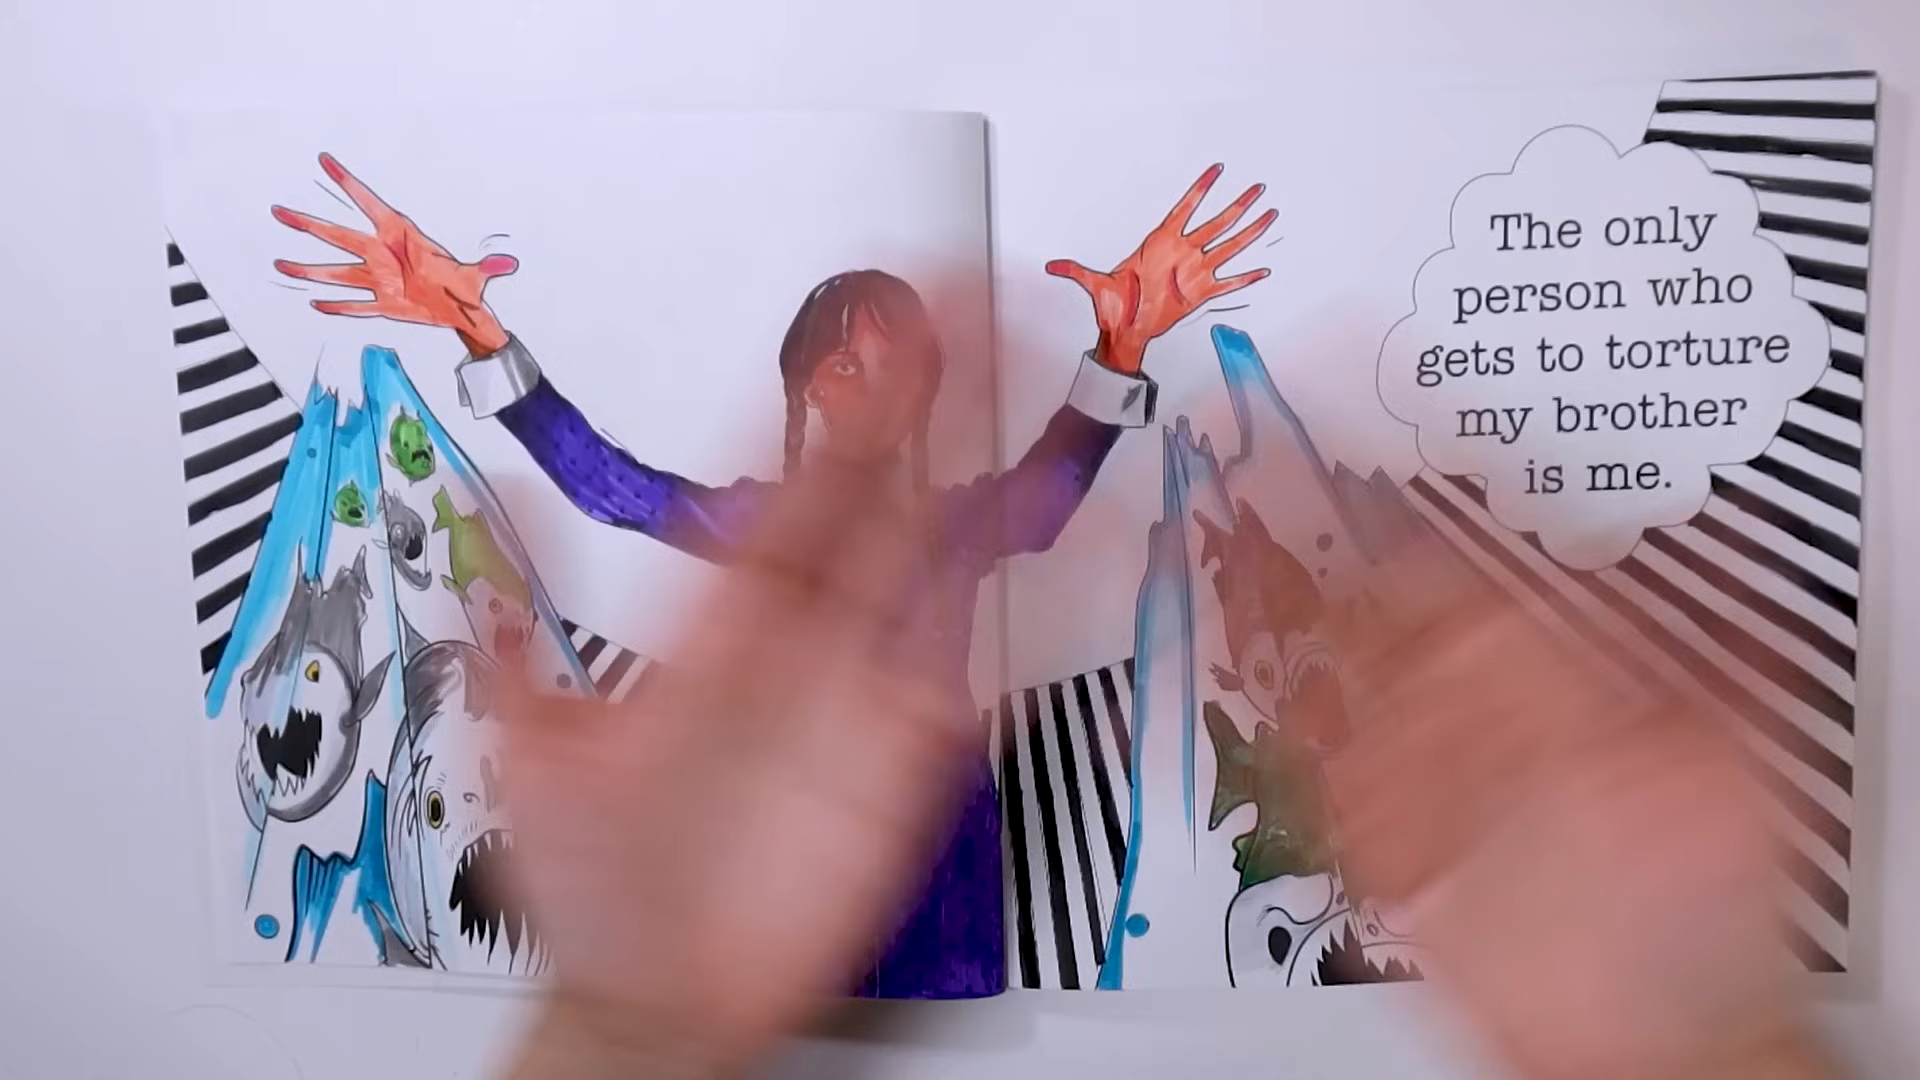 The only
person who
gets to torture
my brother
is me.